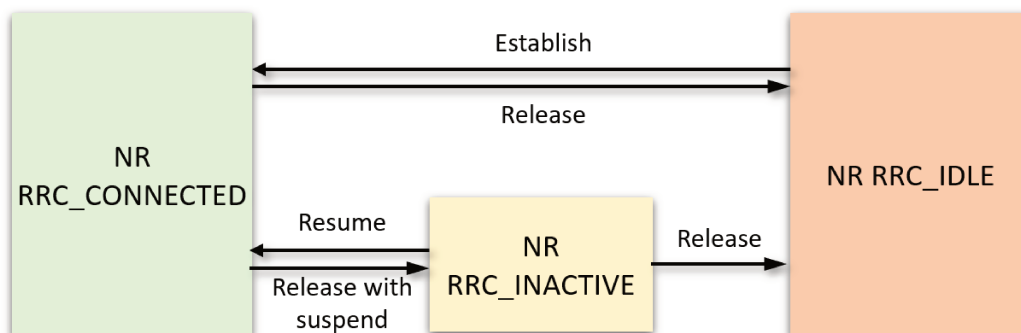 Establish
Release
NR
RRC_CONNECTED
NR RRC_IDLE
Resume
Release with
suspend
NR
RRC_INACTIVE
Release